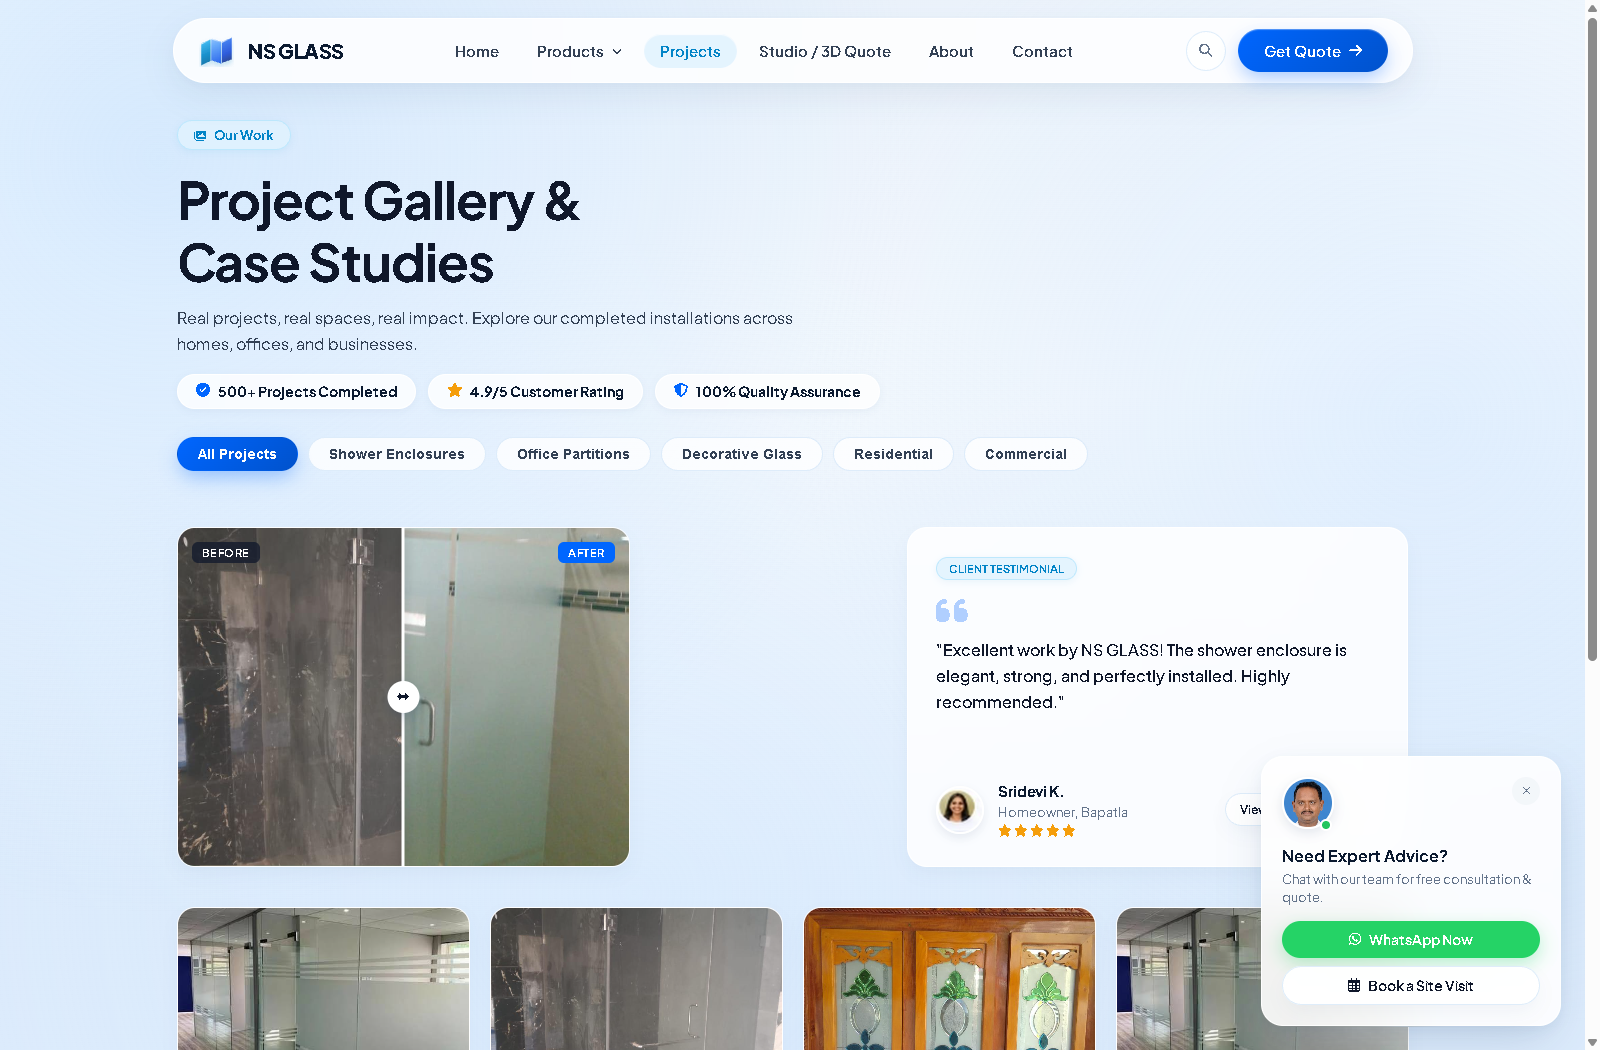 NS GLASS
Home
Products
Projects
Studio / 3D Quote
About
Contact
Get Quote
Our Work
Project Gallery &
Case Studies
Real projects, real spaces, real impact. Explore our completed installations across
homes, offices, and businesses.
500+ Projects Completed
4.9/5 Customer Rating
100% Quality Assurance
All Projects
Shower Enclosures
Office Partitions
Decorative Glass
Residential
Commercial
BEFORE
AFTER
CLIENT TESTIMONIAL
"Excellent work by NS GLASS! The shower enclosure is
elegant, strong, and perfectly installed. Highly
recommended."
Sridevi K.
Homeowner, Bapatla
Need Expert Advice?
Chat with our team for free consultation &
quote.
WhatsApp Now
Book a Site Visit